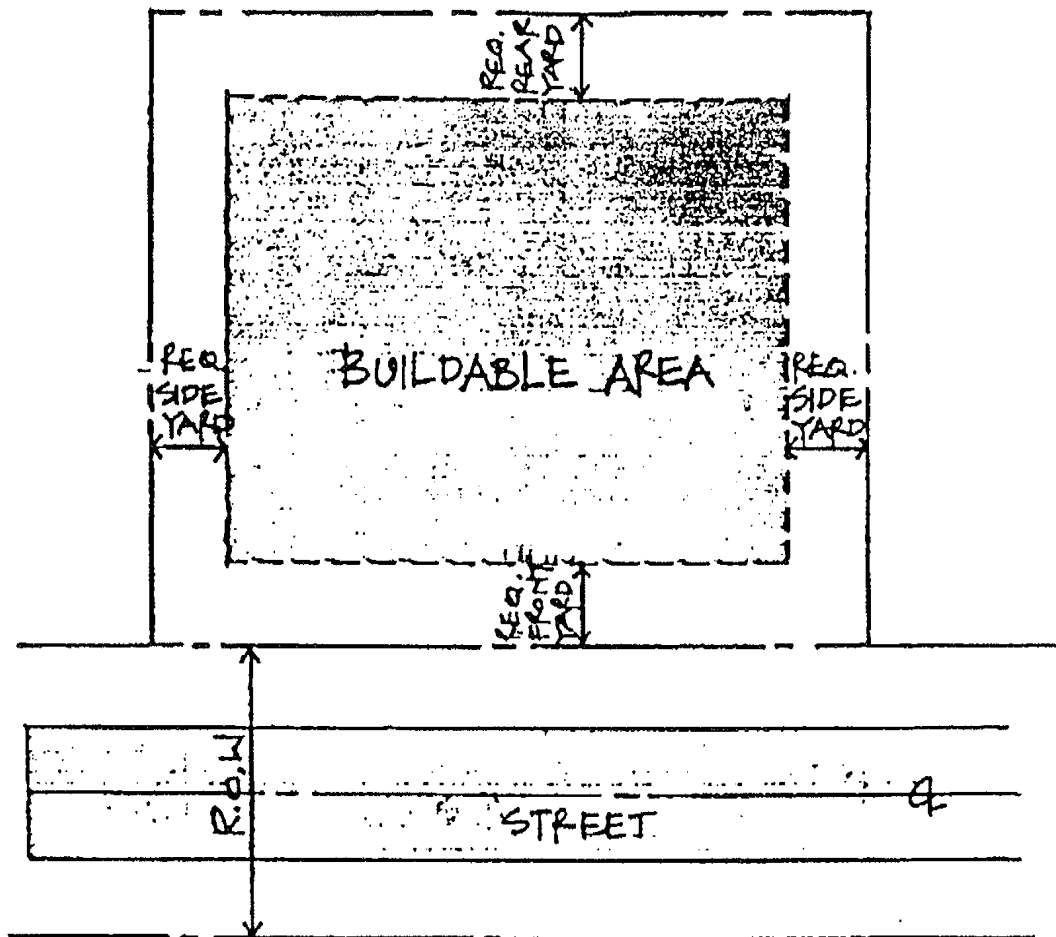 REQ.
REAR
YARD
BUILDABLE AREA
REQ.
SIDE
YARD
REQ.
SIDE
YARD
REQ.
FRONT
YARD
R.O.W
STREET
℄